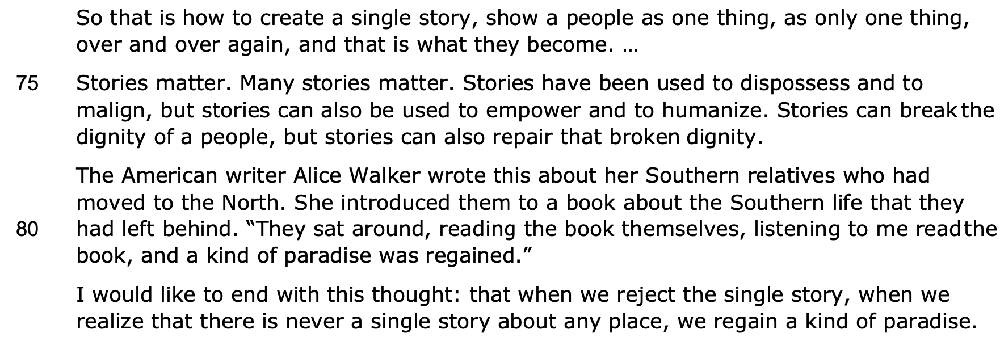 So that is how to create a single story, show a people as one thing, as only one thing,
over and over again, and that is what they become. ...
75 Stories matter. Many stories matter. Stories have been used to dispossess and to
malign, but stories can also be used to empower and to humanize. Stories can break the
dignity of a people, but stories can also repair that broken dignity.
The American writer Alice Walker wrote this about her Southern relatives who had
moved to the North. She introduced them to a book about the Southern life that they
80 had left behind. “They sat around, reading the book themselves, listening to me read the
book, and a kind of paradise was regained.”
I would like to end with this thought: that when we reject the single story, when we
realize that there is never a single story about any place, we regain a kind of paradise.